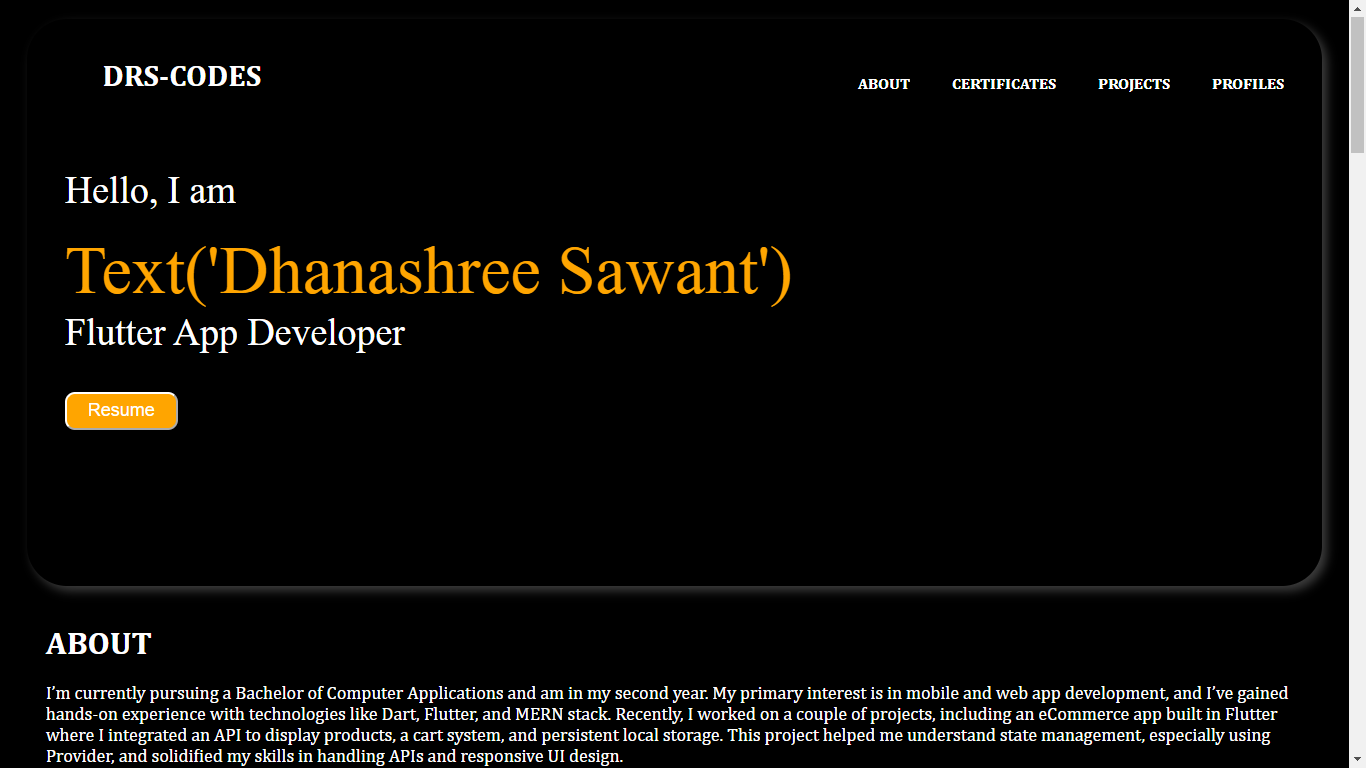 DRS-CODES
ABOUT CERTIFICATES PROJECTS PROFILES
Hello, I am
Text('Dhanashree Sawant')
Flutter App Developer
Resume
ABOUT
I’m currently pursuing a Bachelor of Computer Applications and am in my second year. My primary interest is in mobile and web app development, and I’ve gained
hands-on experience with technologies like Dart, Flutter, and MERN stack. Recently, I worked on a couple of projects, including an eCommerce app built in Flutter
where I integrated an API to display products, a cart system, and persistent local storage. This project helped me understand state management, especially using
Provider, and solidified my skills in handling APIs and responsive UI design.